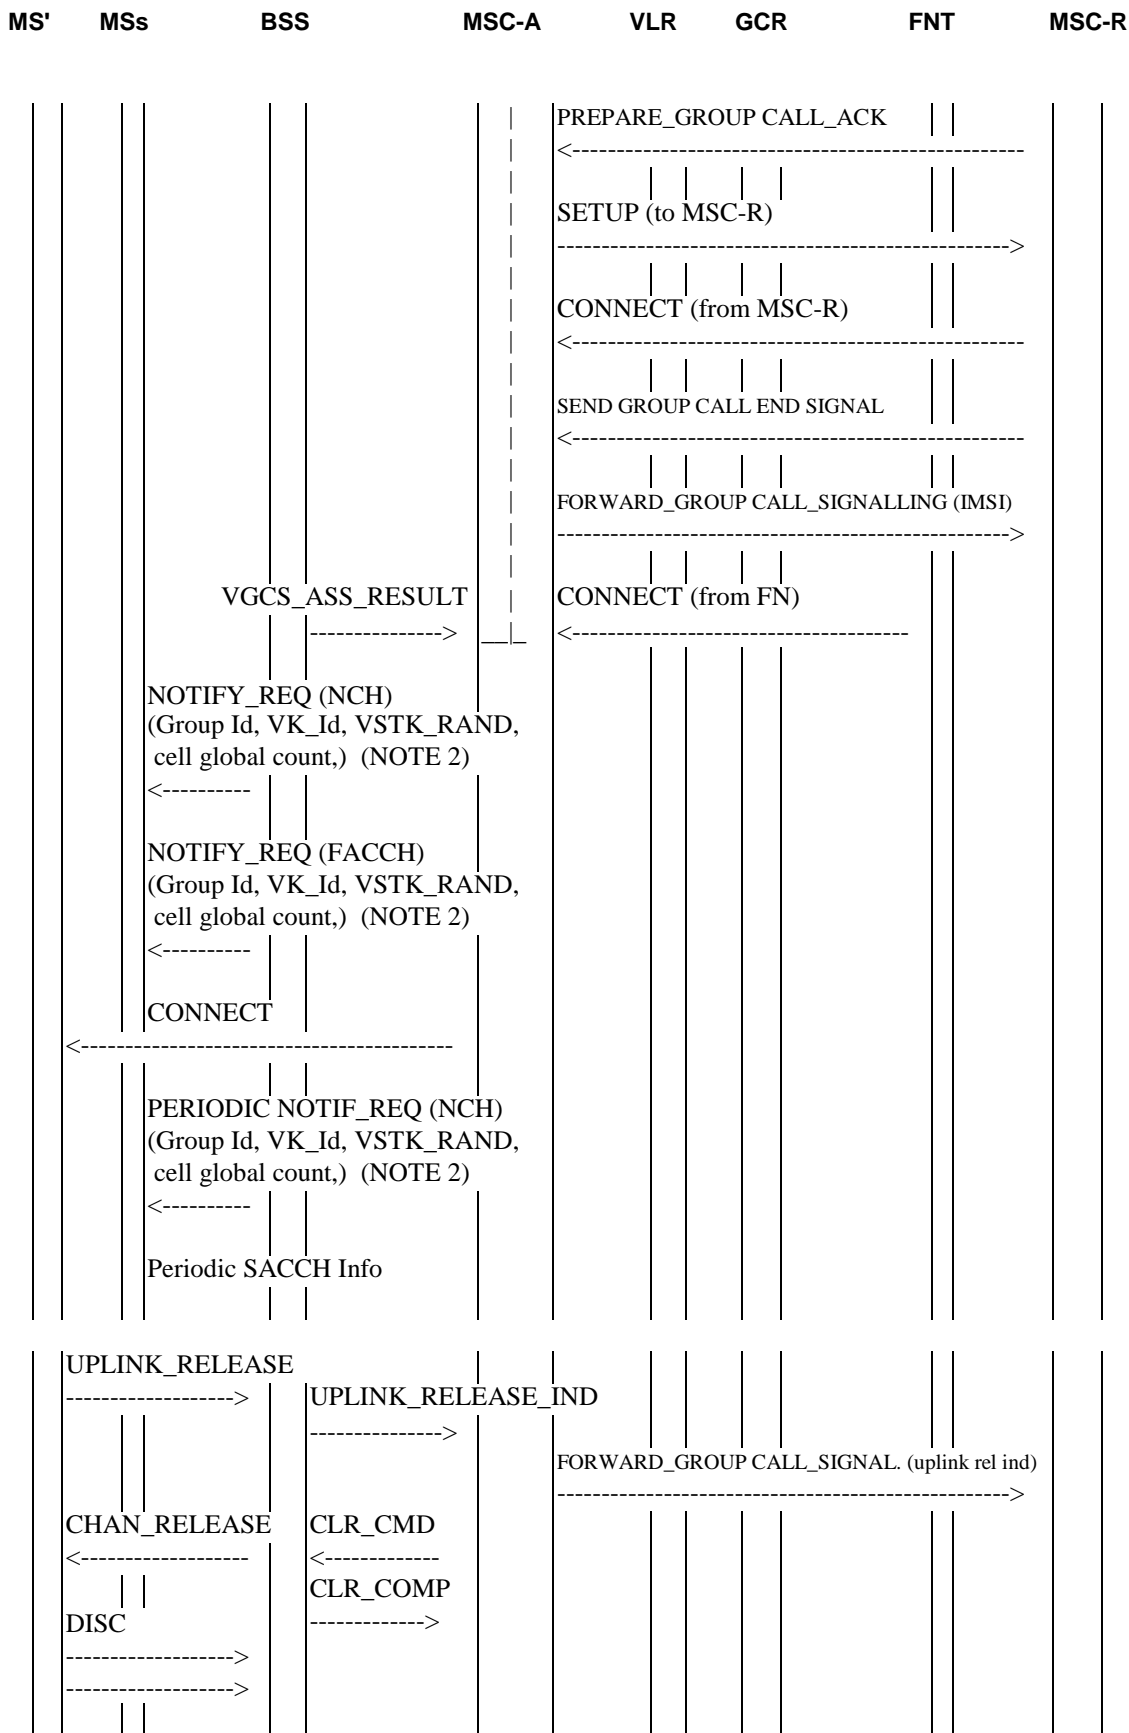 MS' MSs BSS MSC-A VLR GCR FNT MSC-R
PREPARE_GROUP CALL_ACK
<---------------------------------------------------
SETUP (to MSC-R)
--------------------------------------------------->
CONNECT (from MSC-R)
<---------------------------------------------------
SEND GROUP CALL END SIGNAL
<---------------------------------------------------
FORWARD_GROUP CALL_SIGNALLING (IMSI)
--------------------------------------------------->
VGCS_ASS_RESULT CONNECT (from FN)
---------------> __|_ <--------------------------------------
NOTIFY_REQ (NCH)
(Group Id, VK_Id, VSTK_RAND,
cell global count,) (NOTE 2)
<----------
NOTIFY_REQ (FACCH)
(Group Id, VK_Id, VSTK_RAND,
cell global count,) (NOTE 2)
<----------
CONNECT
<------------------------------------------
PERIODIC NOTIF_REQ (NCH)
(Group Id, VK_Id, VSTK_RAND,
cell global count,) (NOTE 2)
<----------
Periodic SACCH Info
UPLINK_RELEASE
------------------->
UPLINK_RELEASE_IND
--------------->
FORWARD_GROUP CALL_SIGNAL. (uplink rel ind)
--------------------------------------------------->
CHAN_RELEASE CLR_CMD
<------------------- <-------------
CLR_COMP
DISC ------------->
------------------->
------------------->